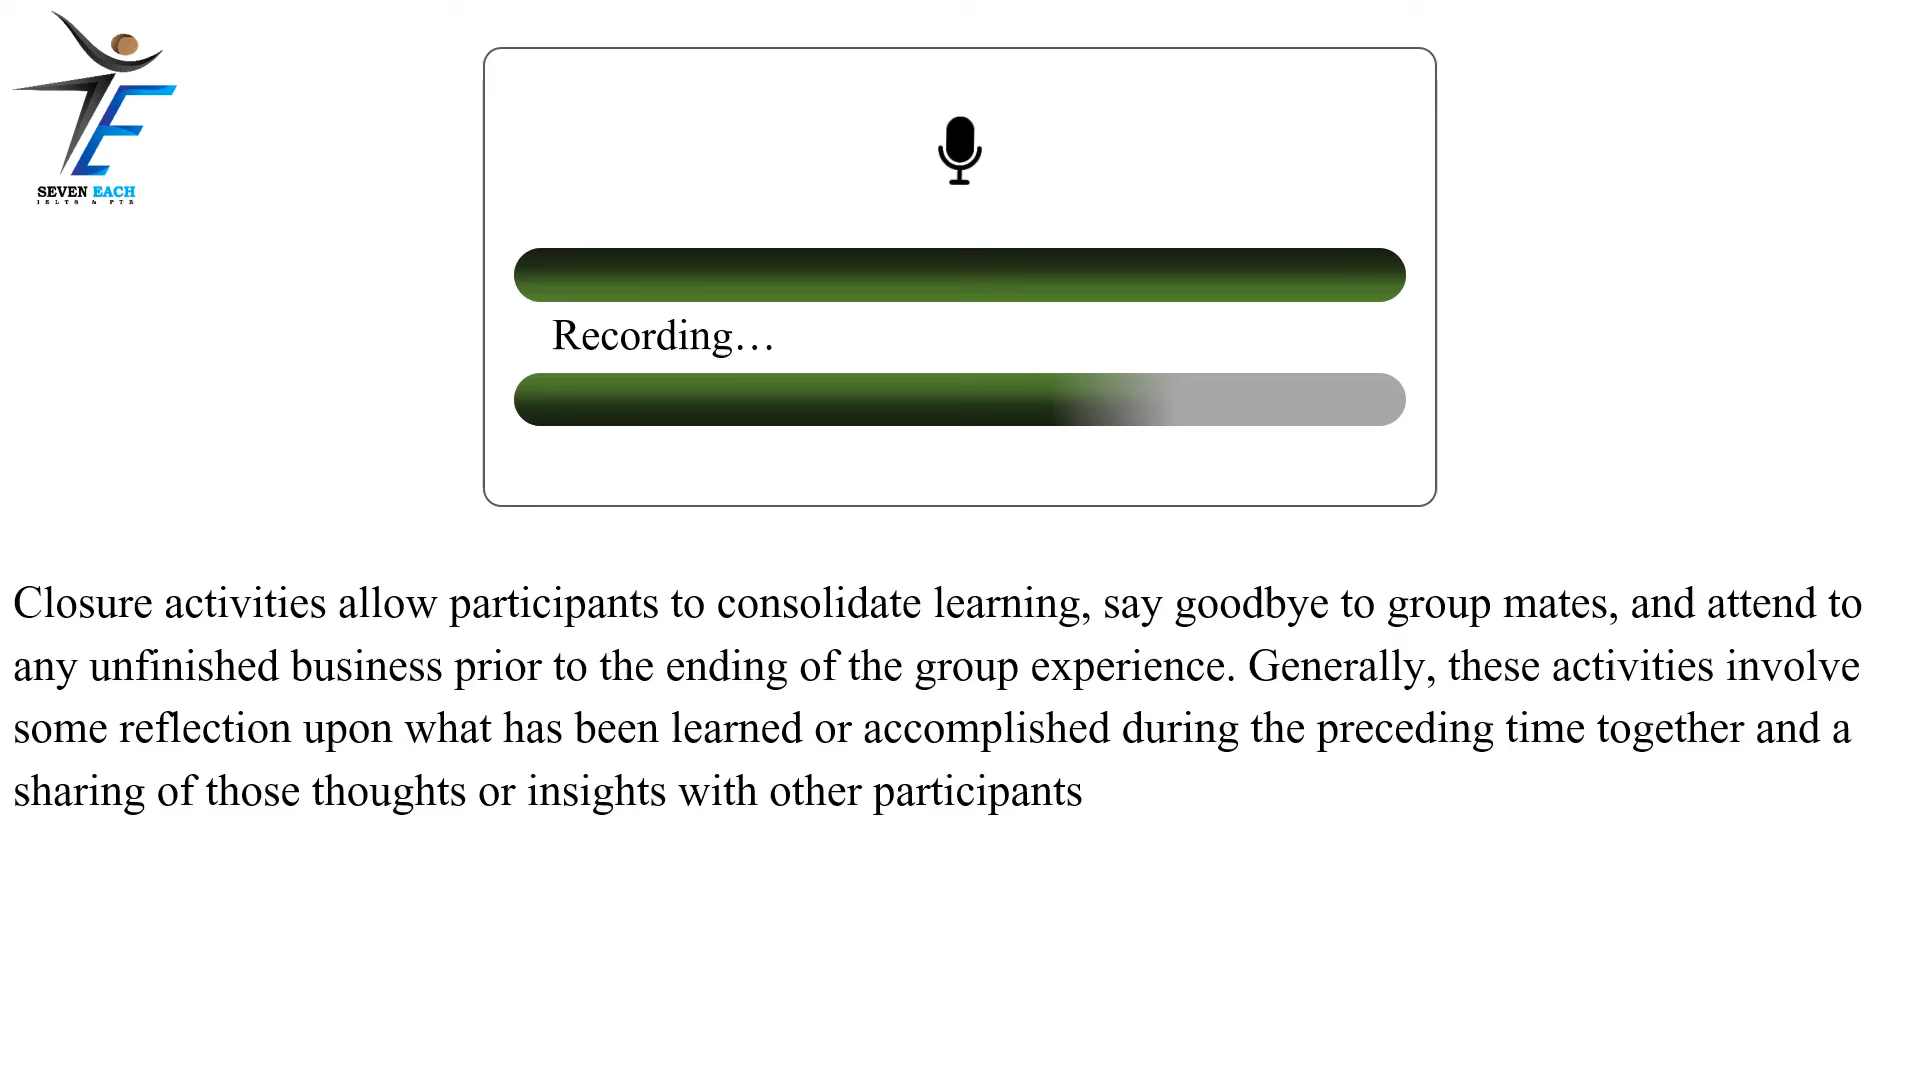 SEVEN EACH
IELTS & PTE
Recording…
Closure activities allow participants to consolidate learning, say goodbye to group mates, and attend to
any unfinished business prior to the ending of the group experience. Generally, these activities involve
some reflection upon what has been learned or accomplished during the preceding time together and a
sharing of those thoughts or insights with other participants